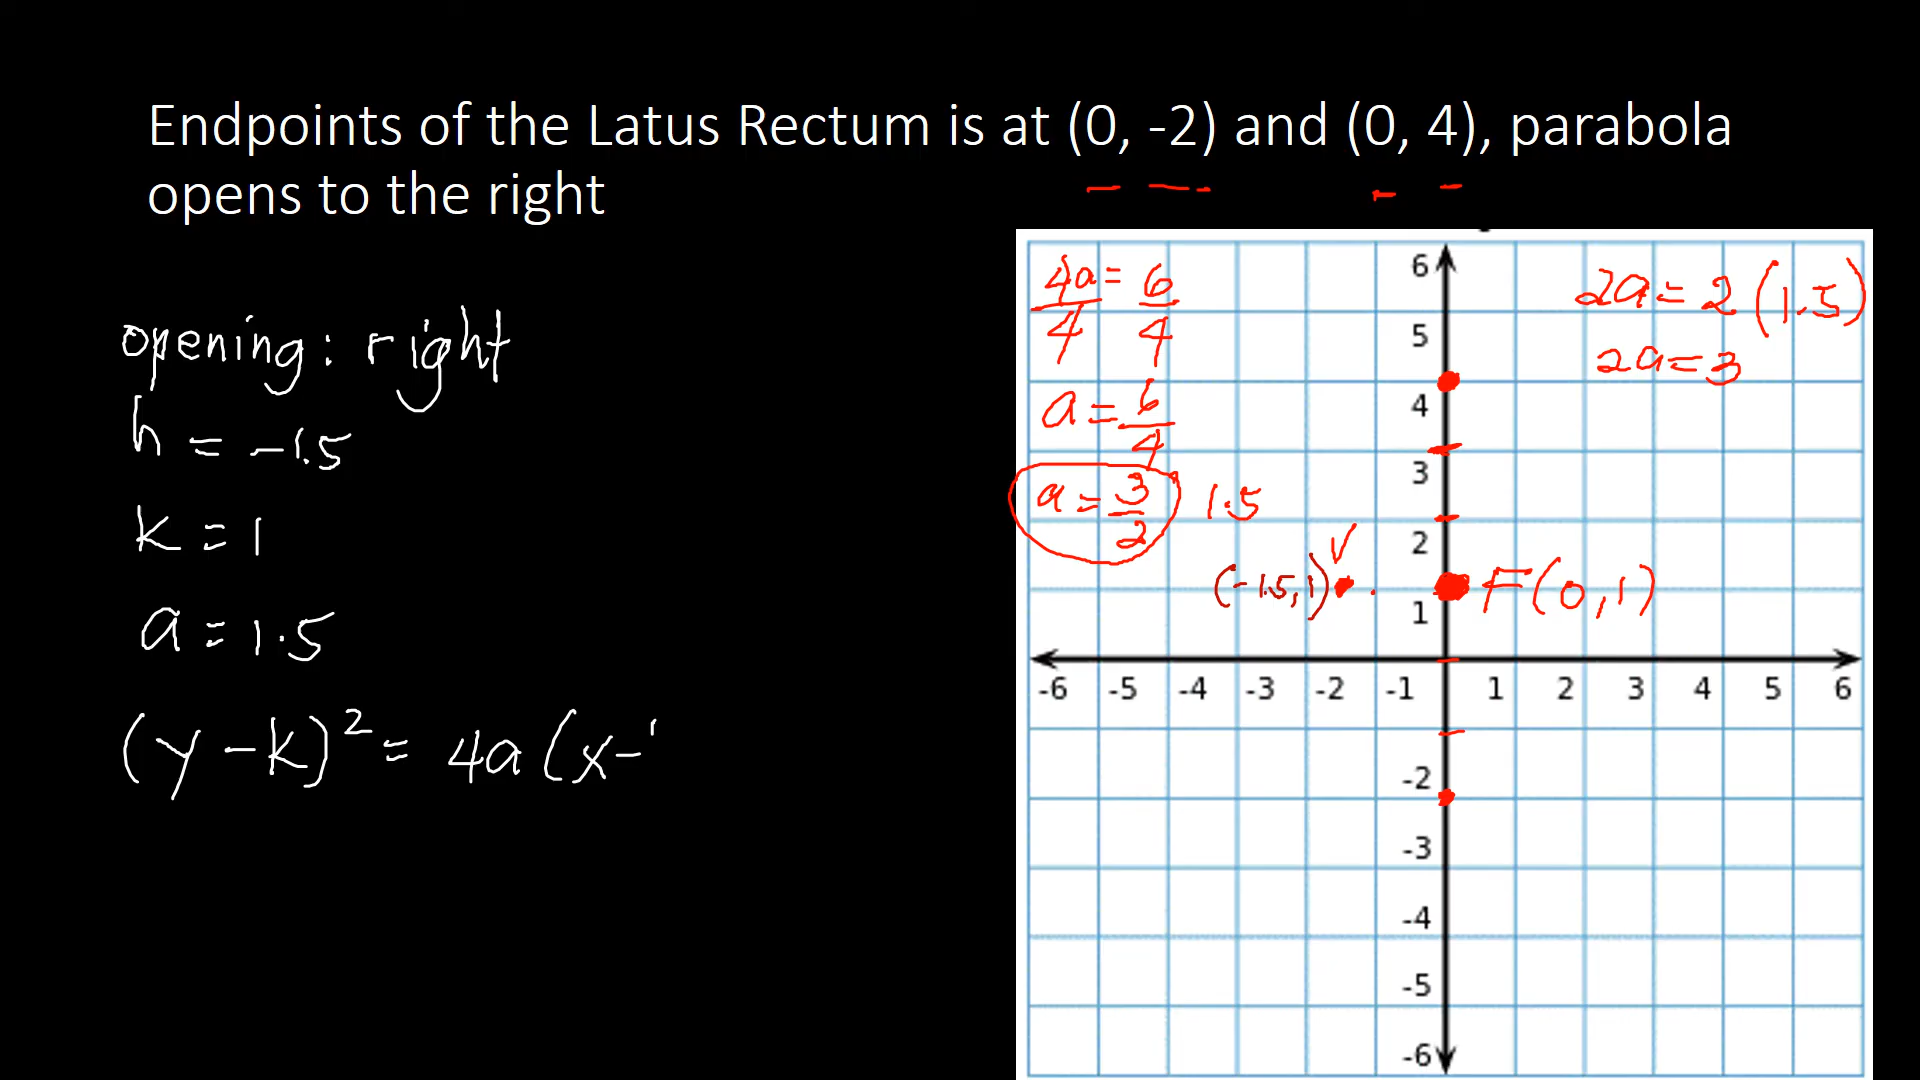 Endpoints of the Latus Rectum is at (0, -2) and (0, 4), parabola
opens to the right
opening: right
h = -1.5
k = 1
a = 1.5
(y - k)² = 4a (x -
4a = 6
4 4
a = 6/4
a = 3/2 1.5
2a = 2 (1.5)
2a = 3
V
(-1.5, 1)
F(0, 1)
6
5
4
3
2
1
-6 -5 -4 -3 -2 -1 1 2 3 4 5 6
-2
-3
-4
-5
-6